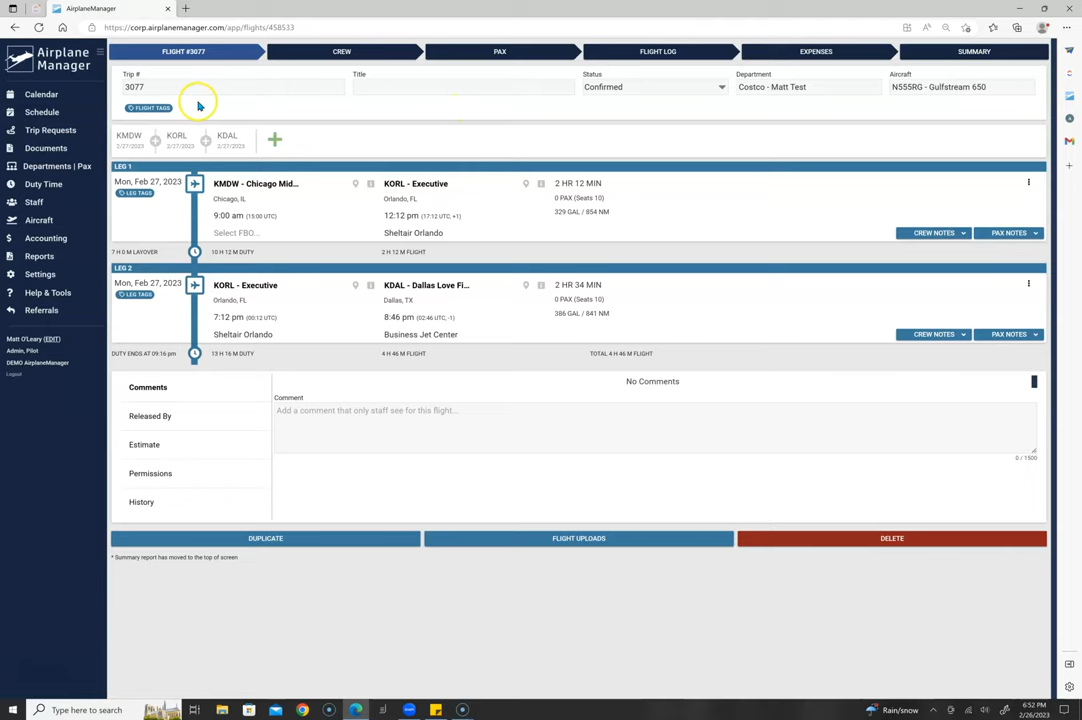 AirplaneManager
https://corp.airplanemanager.com/app/flights/458533
Airplane Manager
Calendar
Schedule
Trip Requests
Documents
Departments | Pax
Duty Time
Staff
Aircraft
Accounting
Reports
Settings
Help & Tools
Referrals
Matt O'Leary (EDIT)
Admin, Pilot
DEMO AirplaneManager
Logout
FLIGHT #3077 CREW PAX FLIGHT LOG EXPENSES SUMMARY
Trip # Title Status Department Aircraft
3077 Confirmed Costco - Matt Test N555RG - Gulfstream 650
FLIGHT TAGS
KMDW KORL KDAL
2/27/2023 2/27/2023 2/27/2023
LEG 1
Mon, Feb 27, 2023 KMDW - Chicago Mid... KORL - Executive 2 HR 12 MIN
LEG TAGS Chicago, IL Orlando, FL 0 PAX (Seats 10)
9:00 am (15:00 UTC) 12:12 pm (17:12 UTC, +1) 329 GAL / 854 NM
Select FBO... Sheltair Orlando CREW NOTES PAX NOTES
7 H 0 M LAYOVER 10 H 12 M DUTY 2 H 12 M FLIGHT
LEG 2
Mon, Feb 27, 2023 KORL - Executive KDAL - Dallas Love Fi... 2 HR 34 MIN
LEG TAGS Orlando, FL Dallas, TX 0 PAX (Seats 10)
7:12 pm (00:12 UTC) 8:46 pm (02:46 UTC, -1) 386 GAL / 841 NM
Sheltair Orlando Business Jet Center CREW NOTES PAX NOTES
DUTY ENDS AT 09:16 pm 13 H 16 M DUTY 4 H 46 M FLIGHT TOTAL 4 H 46 M FLIGHT
Comments
Released By
Estimate
Permissions
History
No Comments
Comment
Add a comment that only staff see for this flight...
0 / 1500
DUPLICATE FLIGHT UPLOADS DELETE
* Summary report has moved to the top of screen
Type here to search
Rain/snow
6:52 PM
2/26/2023